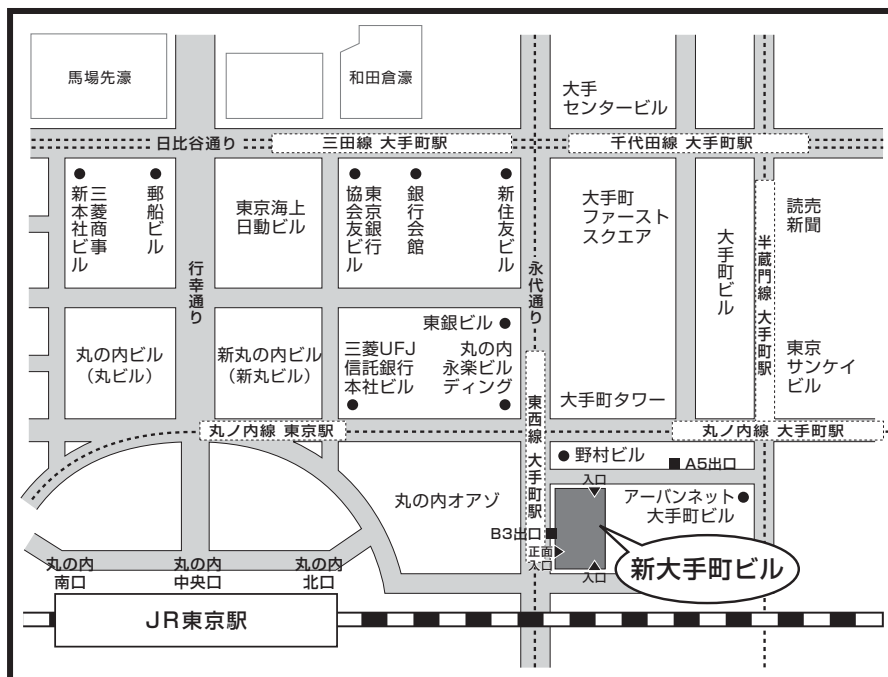 馬場先濠
和田倉濠
大手
センタービル
日比谷通り
三田線 大手町駅
千代田線 大手町駅
三菱商事
新本社ビル
郵船ビル
東京海上
日動ビル
東京銀行
協会友ビル
銀行会館
新住友ビル
大手町
ファースト
スクエア
大手町ビル
読売
新聞
行幸通り
永代通り
半蔵門線 大手町駅
丸の内ビル
(丸ビル)
新丸の内ビル
(新丸ビル)
東銀ビル
三菱UFJ
信託銀行
本社ビル
丸の内
永楽ビル
ディング
大手町タワー
東京
サンケイ
ビル
丸ノ内線 東京駅
東西線 大手町駅
丸ノ内線 大手町駅
野村ビル
A5出口
丸の内オアゾ
入口
アーバンネット
大手町ビル
B3出口
正面
入口
入口
新大手町ビル
丸の内
南口
丸の内
中央口
丸の内
北口
JR東京駅